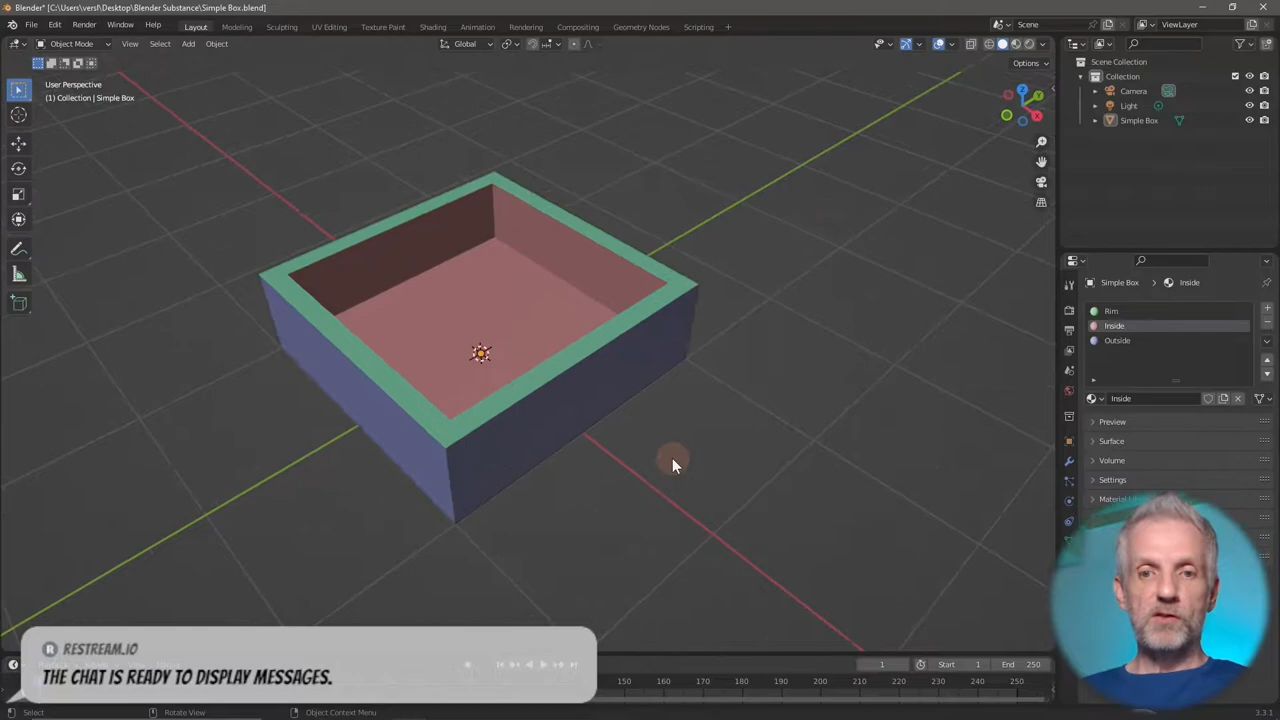 Blender* [C:\Users\versl\Desktop\Blender Substance\Simple Box.blend]
File Edit Render Window Help Layout Modeling Sculpting UV Editing Texture Paint Shading Animation Rendering Compositing Geometry Nodes Scripting + Scene ViewLayer
Object Mode View Select Add Object Global
Options
User Perspective
(1) Collection | Simple Box
Z
Y
X
Scene Collection
Collection
Camera
Light
Simple Box
Simple Box > Inside
Rim
Inside
Outside
Inside
Preview
Surface
Volume
Settings
RESTREAM.IO
THE CHAT IS READY TO DISPLAY MESSAGES.
1 Start 1 End 250
150 160 170 180 190 200 210 220 230 240 250
Select Rotate View Object Context Menu 3.3.1